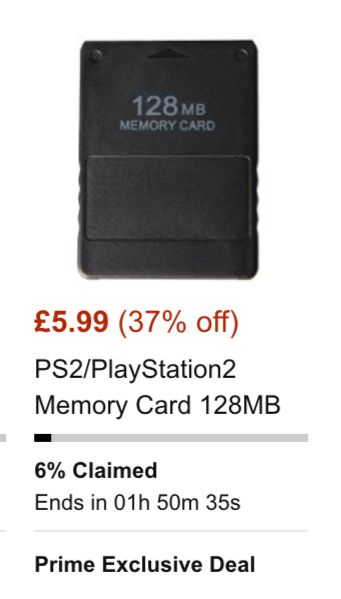 128MB
MEMORY CARD
£5.99 (37% off)
PS2/PlayStation2
Memory Card 128MB
6% Claimed
Ends in 01h 50m 35s
Prime Exclusive Deal